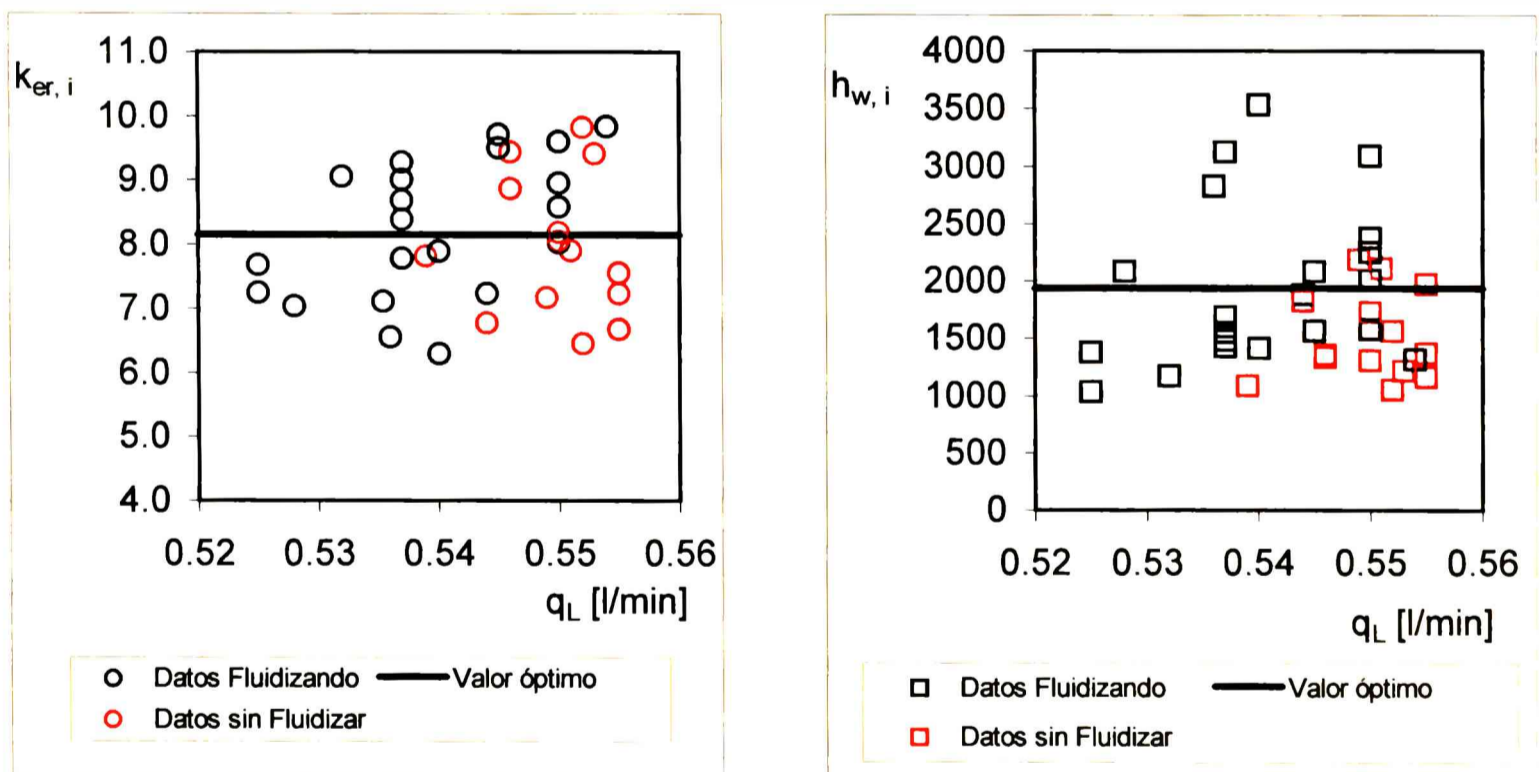 11.0
k_er, i
10.0
9.0
8.0
7.0
6.0
5.0
4.0
0.52 0.53 0.54 0.55 0.56
q_L [l/min]
Datos Fluidizando Valor óptimo
Datos sin Fluidizar
4000
h_w, i
3500
3000
2500
2000
1500
1000
500
0
0.52 0.53 0.54 0.55 0.56
q_L [l/min]
Datos Fluidizando Valor óptimo
Datos sin Fluidizar